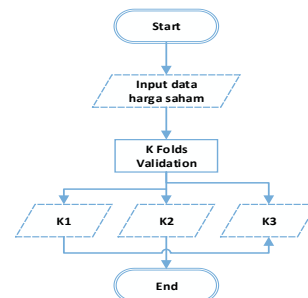 Start
Input data
harga saham
K Folds
Validation
K1
K2
K3
End